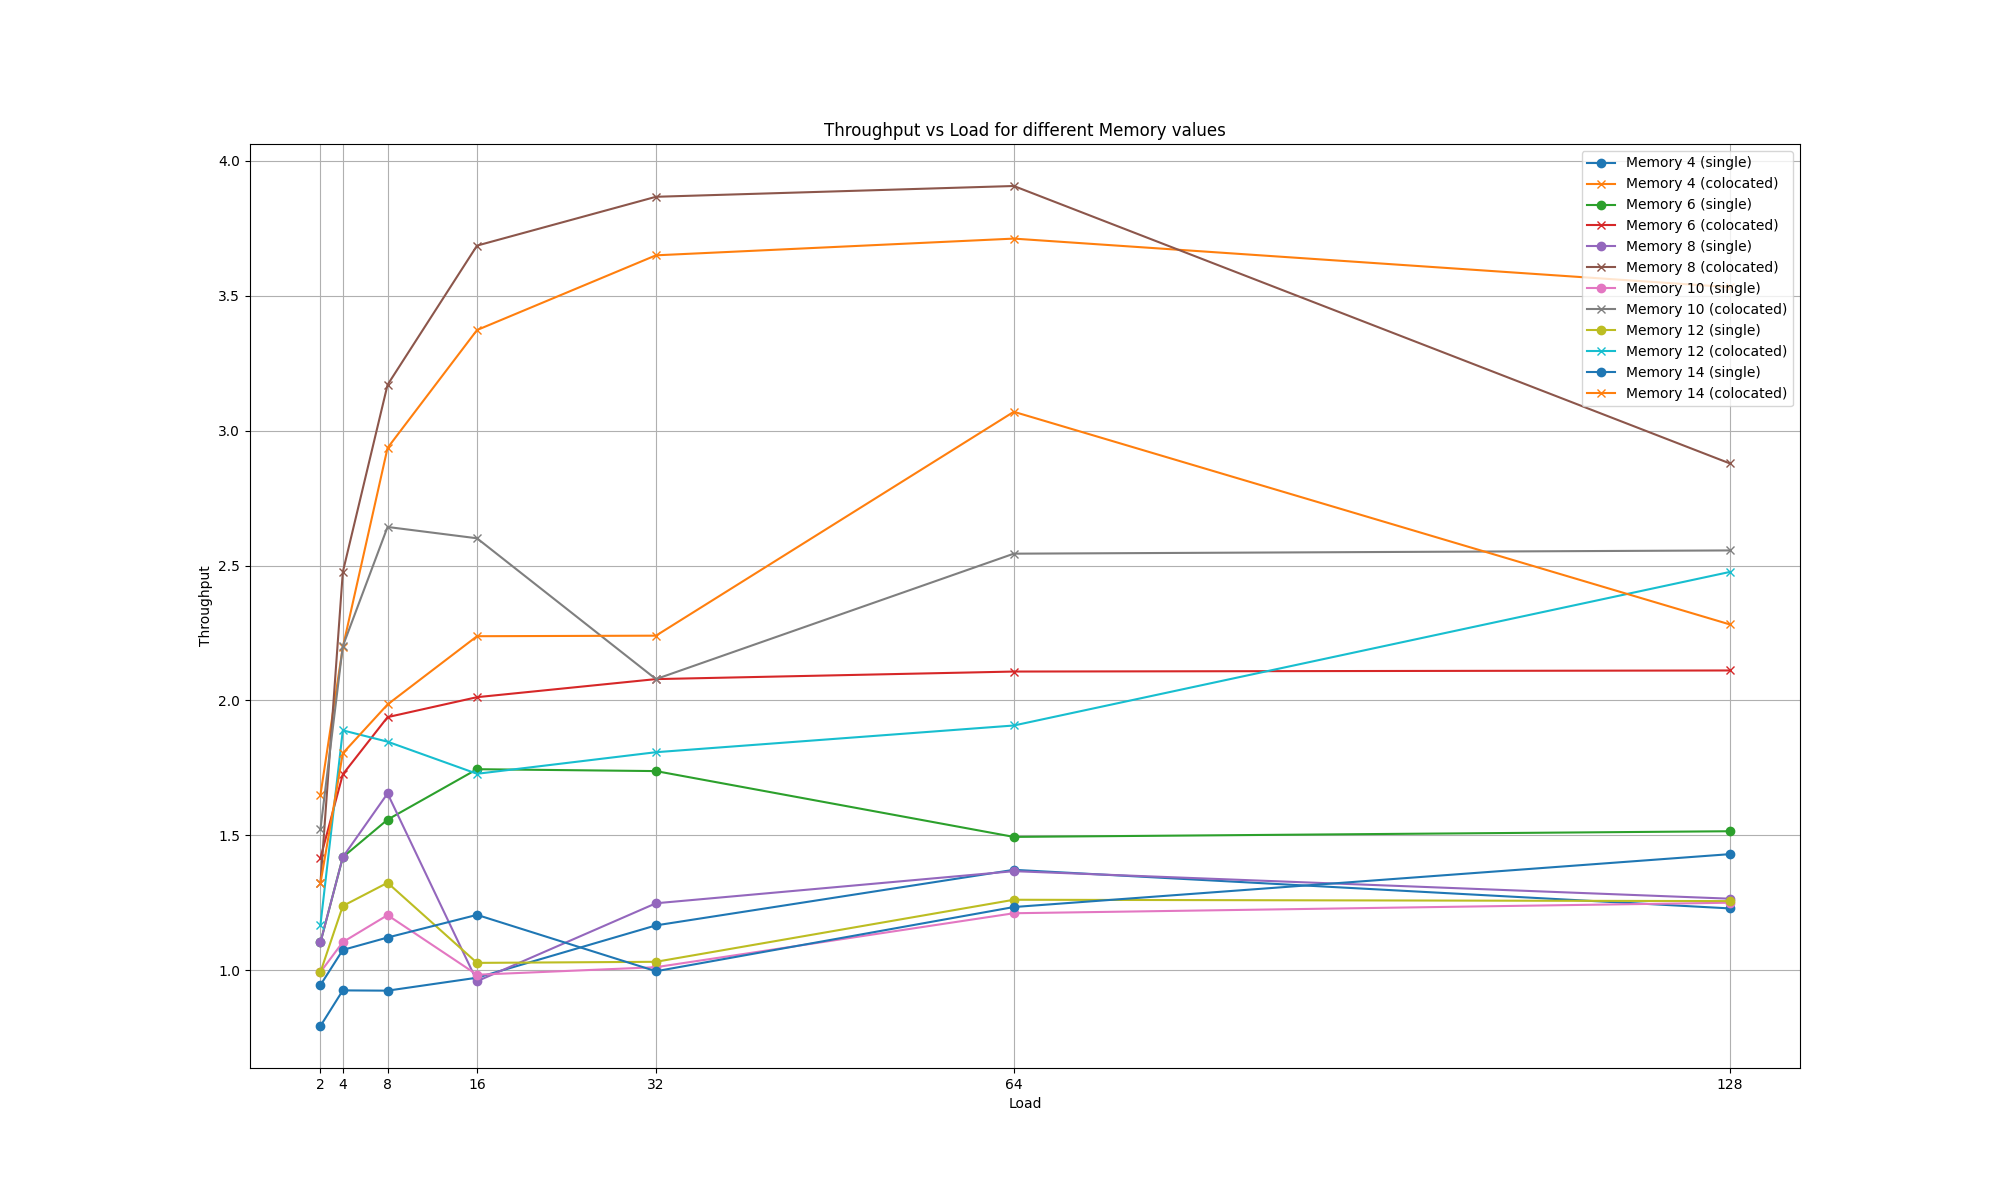 Throughput vs Load for different Memory values
4.0
3.5
3.0
2.5
2.0
1.5
1.0
Throughput
2 4 8 16 32 64 128
Load
Memory 4 (single)
Memory 4 (colocated)
Memory 6 (single)
Memory 6 (colocated)
Memory 8 (single)
Memory 8 (colocated)
Memory 10 (single)
Memory 10 (colocated)
Memory 12 (single)
Memory 12 (colocated)
Memory 14 (single)
Memory 14 (colocated)